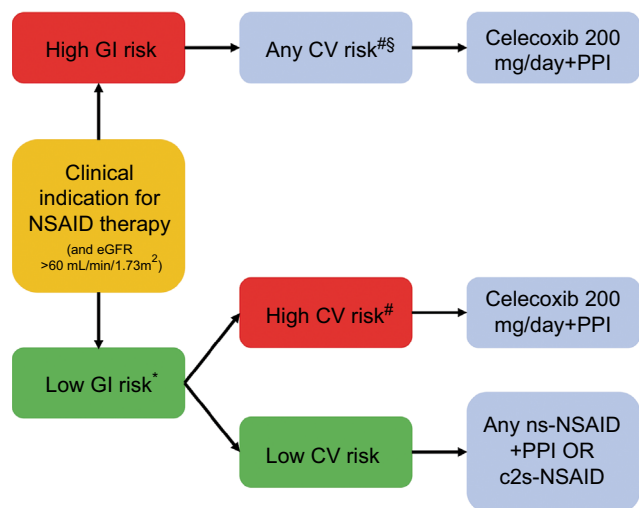 High GI risk
Any CV risk#§
Celecoxib 200
mg/day+PPI
Clinical
indication for
NSAID therapy
(and eGFR
>60 mL/min/1.73m²)
High CV risk#
Celecoxib 200
mg/day+PPI
Low GI risk*
Low CV risk
Any ns-NSAID
+PPI OR
c2s-NSAID